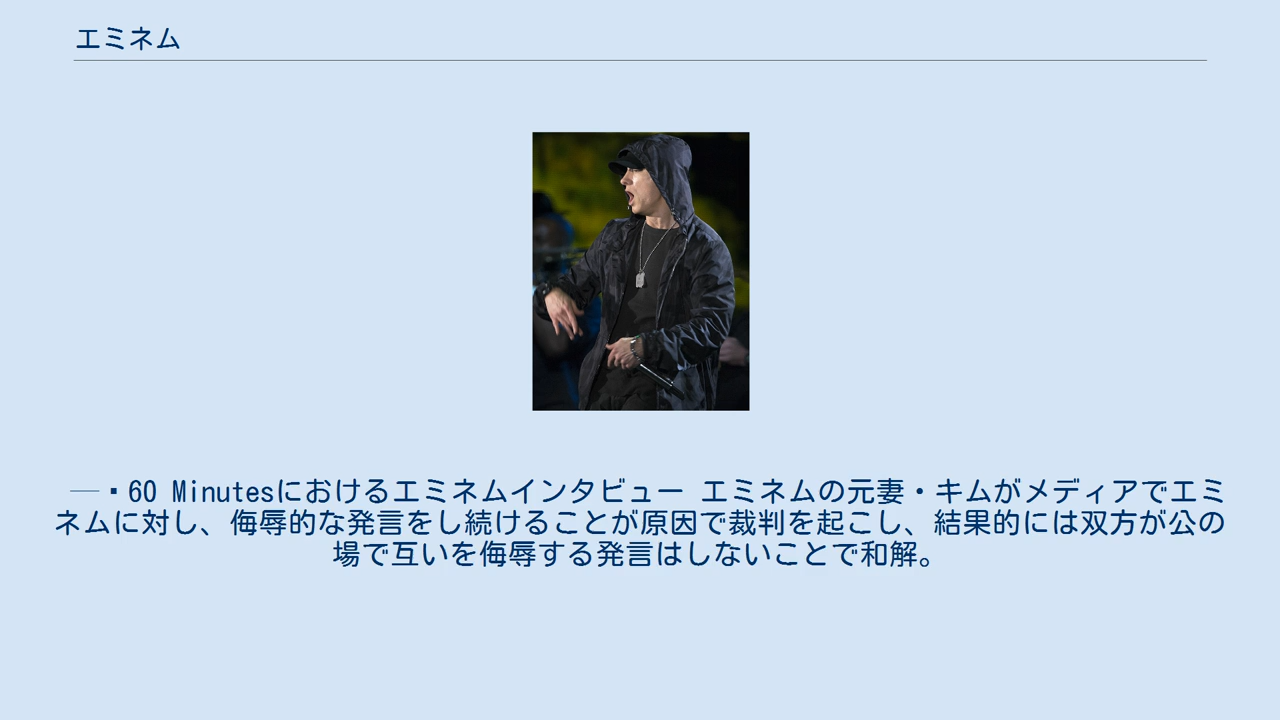 エミネム
―▪60 Minutesにおけるエミネムインタビュー エミネムの元妻・キムがメディアでエミ
ネムに対し、侮辱的な発言をし続けることが原因で裁判を起こし、結果的には双方が公の
場で互いを侮辱する発言はしないことで和解。